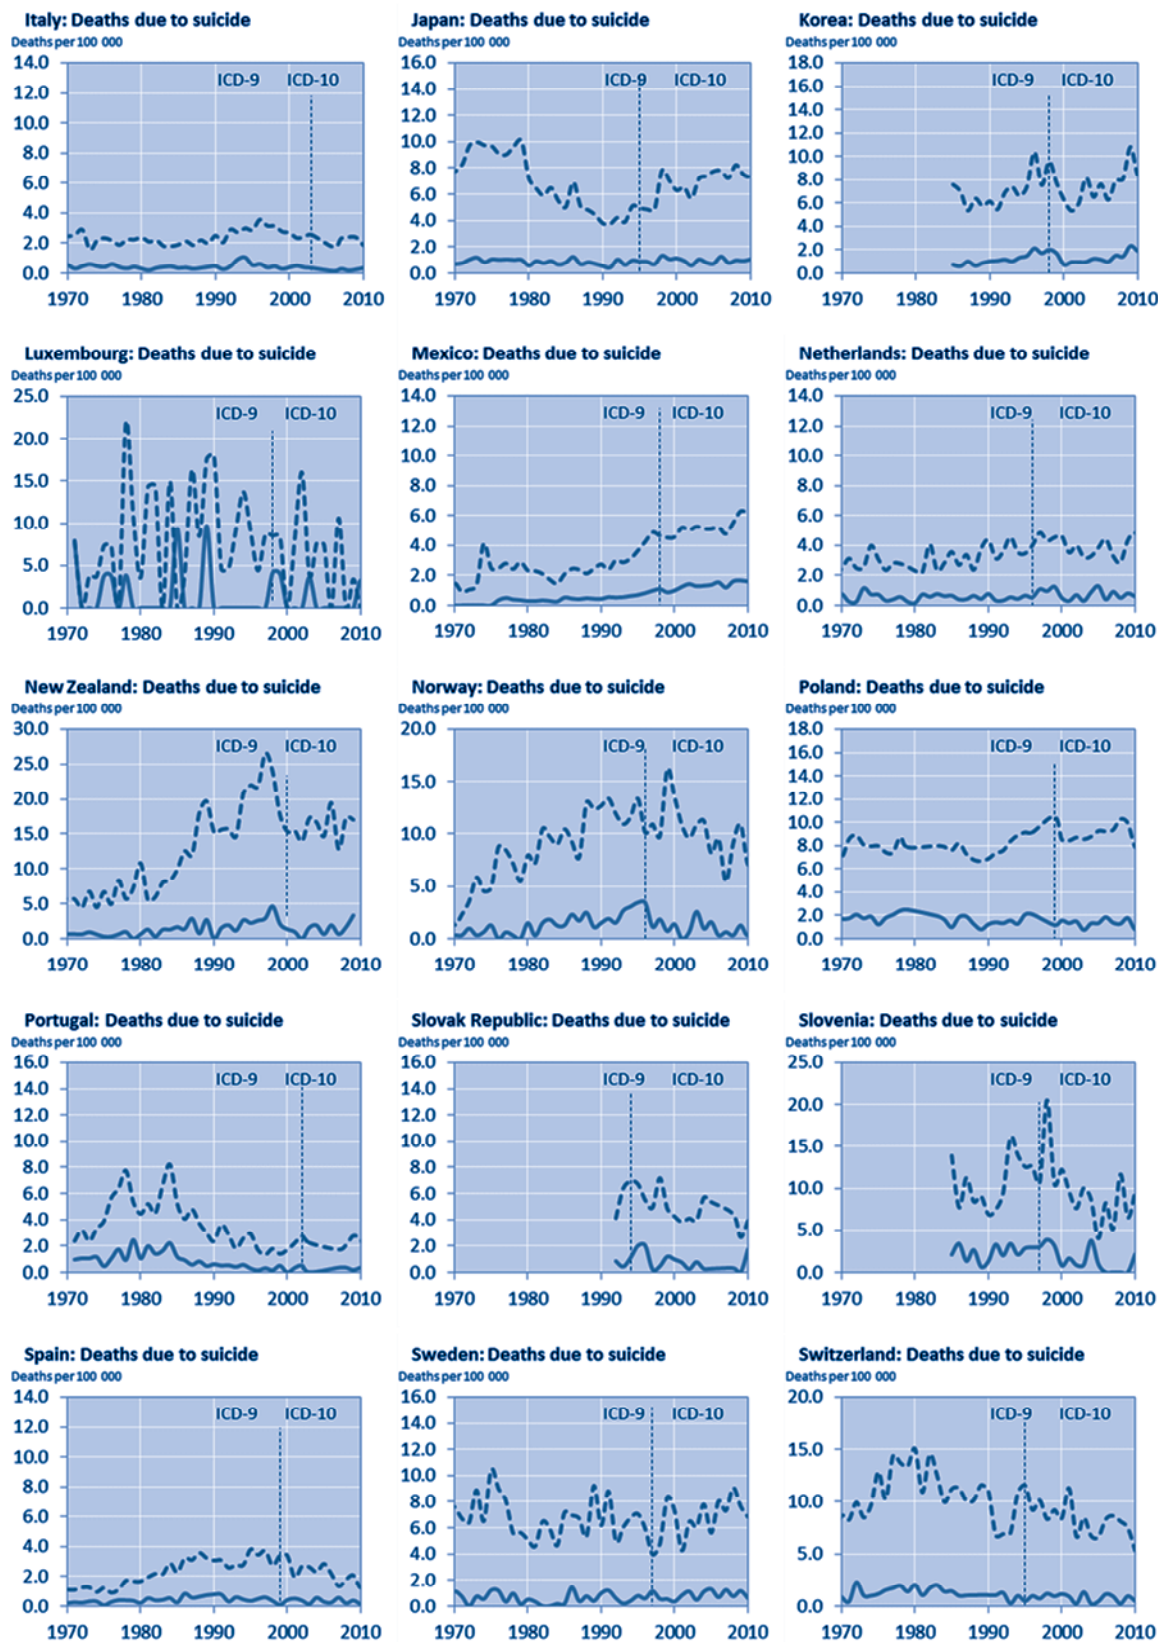 Italy: Deaths due to suicide
Deaths per 100 000
14.0
12.0
10.0
8.0
6.0
4.0
2.0
0.0
ICD-9 ICD-10
1970 1980 1990 2000 2010
Japan: Deaths due to suicide
Deaths per 100 000
16.0
14.0
12.0
10.0
8.0
6.0
4.0
2.0
0.0
ICD-9 ICD-10
1970 1980 1990 2000 2010
Korea: Deaths due to suicide
Deaths per 100 000
18.0
16.0
14.0
12.0
10.0
8.0
6.0
4.0
2.0
0.0
ICD-9 ICD-10
1970 1980 1990 2000 2010
Luxembourg: Deaths due to suicide
Deaths per 100 000
25.0
20.0
15.0
10.0
5.0
0.0
ICD-9 ICD-10
1970 1980 1990 2000 2010
Mexico: Deaths due to suicide
Deaths per 100 000
14.0
12.0
10.0
8.0
6.0
4.0
2.0
0.0
ICD-9 ICD-10
1970 1980 1990 2000 2010
Netherlands: Deaths due to suicide
Deaths per 100 000
14.0
12.0
10.0
8.0
6.0
4.0
2.0
0.0
ICD-9 ICD-10
1970 1980 1990 2000 2010
New Zealand: Deaths due to suicide
Deaths per 100 000
30.0
25.0
20.0
15.0
10.0
5.0
0.0
ICD-9 ICD-10
1970 1980 1990 2000 2010
Norway: Deaths due to suicide
Deaths per 100 000
20.0
15.0
10.0
5.0
0.0
ICD-9 ICD-10
1970 1980 1990 2000 2010
Poland: Deaths due to suicide
Deaths per 100 000
18.0
16.0
14.0
12.0
10.0
8.0
6.0
4.0
2.0
0.0
ICD-9 ICD-10
1970 1980 1990 2000 2010
Portugal: Deaths due to suicide
Deaths per 100 000
16.0
14.0
12.0
10.0
8.0
6.0
4.0
2.0
0.0
ICD-9 ICD-10
1970 1980 1990 2000 2010
Slovak Republic: Deaths due to suicide
Deaths per 100 000
16.0
14.0
12.0
10.0
8.0
6.0
4.0
2.0
0.0
ICD-9 ICD-10
1970 1980 1990 2000 2010
Slovenia: Deaths due to suicide
Deaths per 100 000
25.0
20.0
15.0
10.0
5.0
0.0
ICD-9 ICD-10
1970 1980 1990 2000 2010
Spain: Deaths due to suicide
Deaths per 100 000
14.0
12.0
10.0
8.0
6.0
4.0
2.0
0.0
ICD-9 ICD-10
1970 1980 1990 2000 2010
Sweden: Deaths due to suicide
Deaths per 100 000
16.0
14.0
12.0
10.0
8.0
6.0
4.0
2.0
0.0
ICD-9 ICD-10
1970 1980 1990 2000 2010
Switzerland: Deaths due to suicide
Deaths per 100 000
20.0
15.0
10.0
5.0
0.0
ICD-9 ICD-10
1970 1980 1990 2000 2010